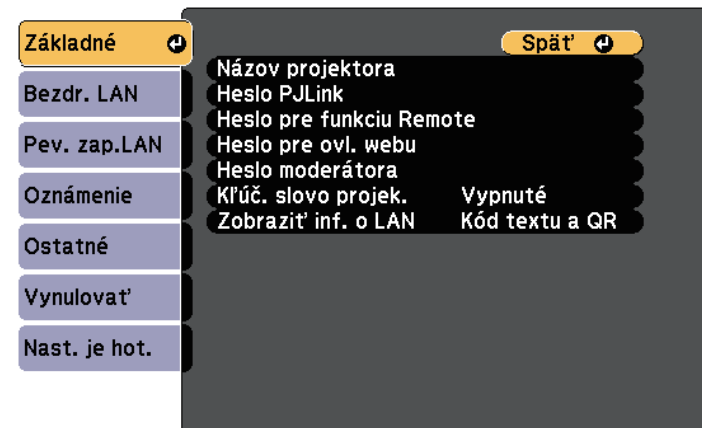 Základné
Bezdr. LAN
Pev. zap.LAN
Oznámenie
Ostatné
Vynulovať
Nast. je hot.
Späť
Názov projektora
Heslo PJLink
Heslo pre funkciu Remote
Heslo pre ovl. webu
Heslo moderátora
Kľúč. slovo projek. Vypnuté
Zobraziť inf. o LAN Kód textu a QR